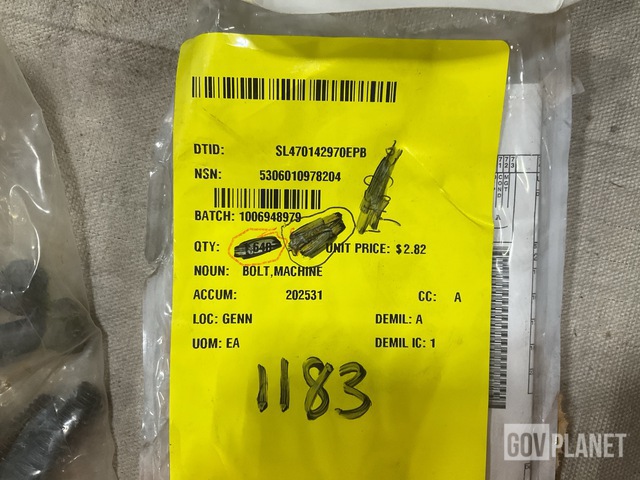 DTID: SL470142970EPB
NSN: 5306010978204
BATCH: 1006948979
QTY: UNIT PRICE: $2.82
NOUN: BOLT,MACHINE
ACCUM: 202531 CC: A
LOC: GENN DEMIL: A
UOM: EA DEMIL IC: 1
1183
GOVPLANET